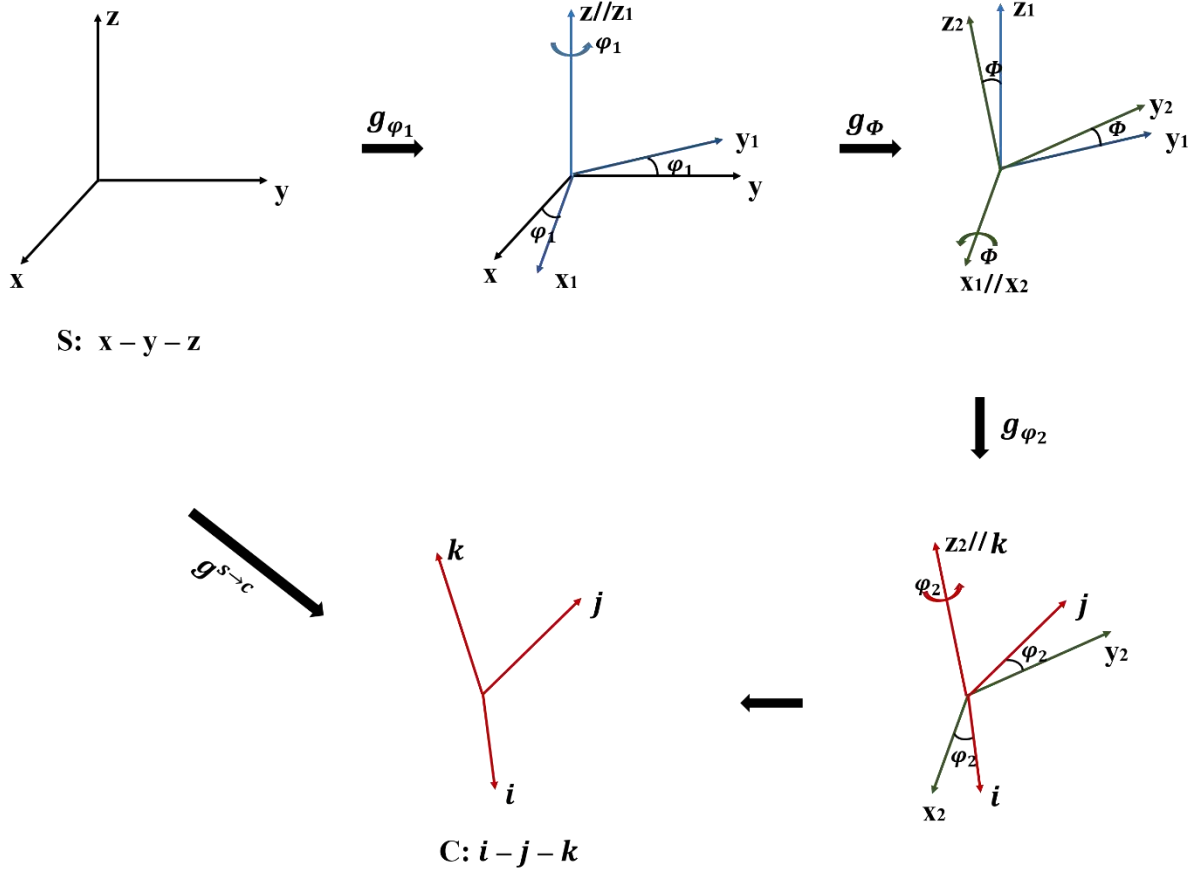 z
y
x
S: x – y – z
g_φ₁
z//z₁
φ₁
y₁
φ₁
y
φ₁
x
x₁
g_Φ
z₂
z₁
Φ
y₂
Φ
y₁
Φ
x₁//x₂
g_φ₂
g^{s→c}
k
j
i
C: i – j – k
z₂//k
φ₂
j
φ₂
y₂
φ₂
i
x₂